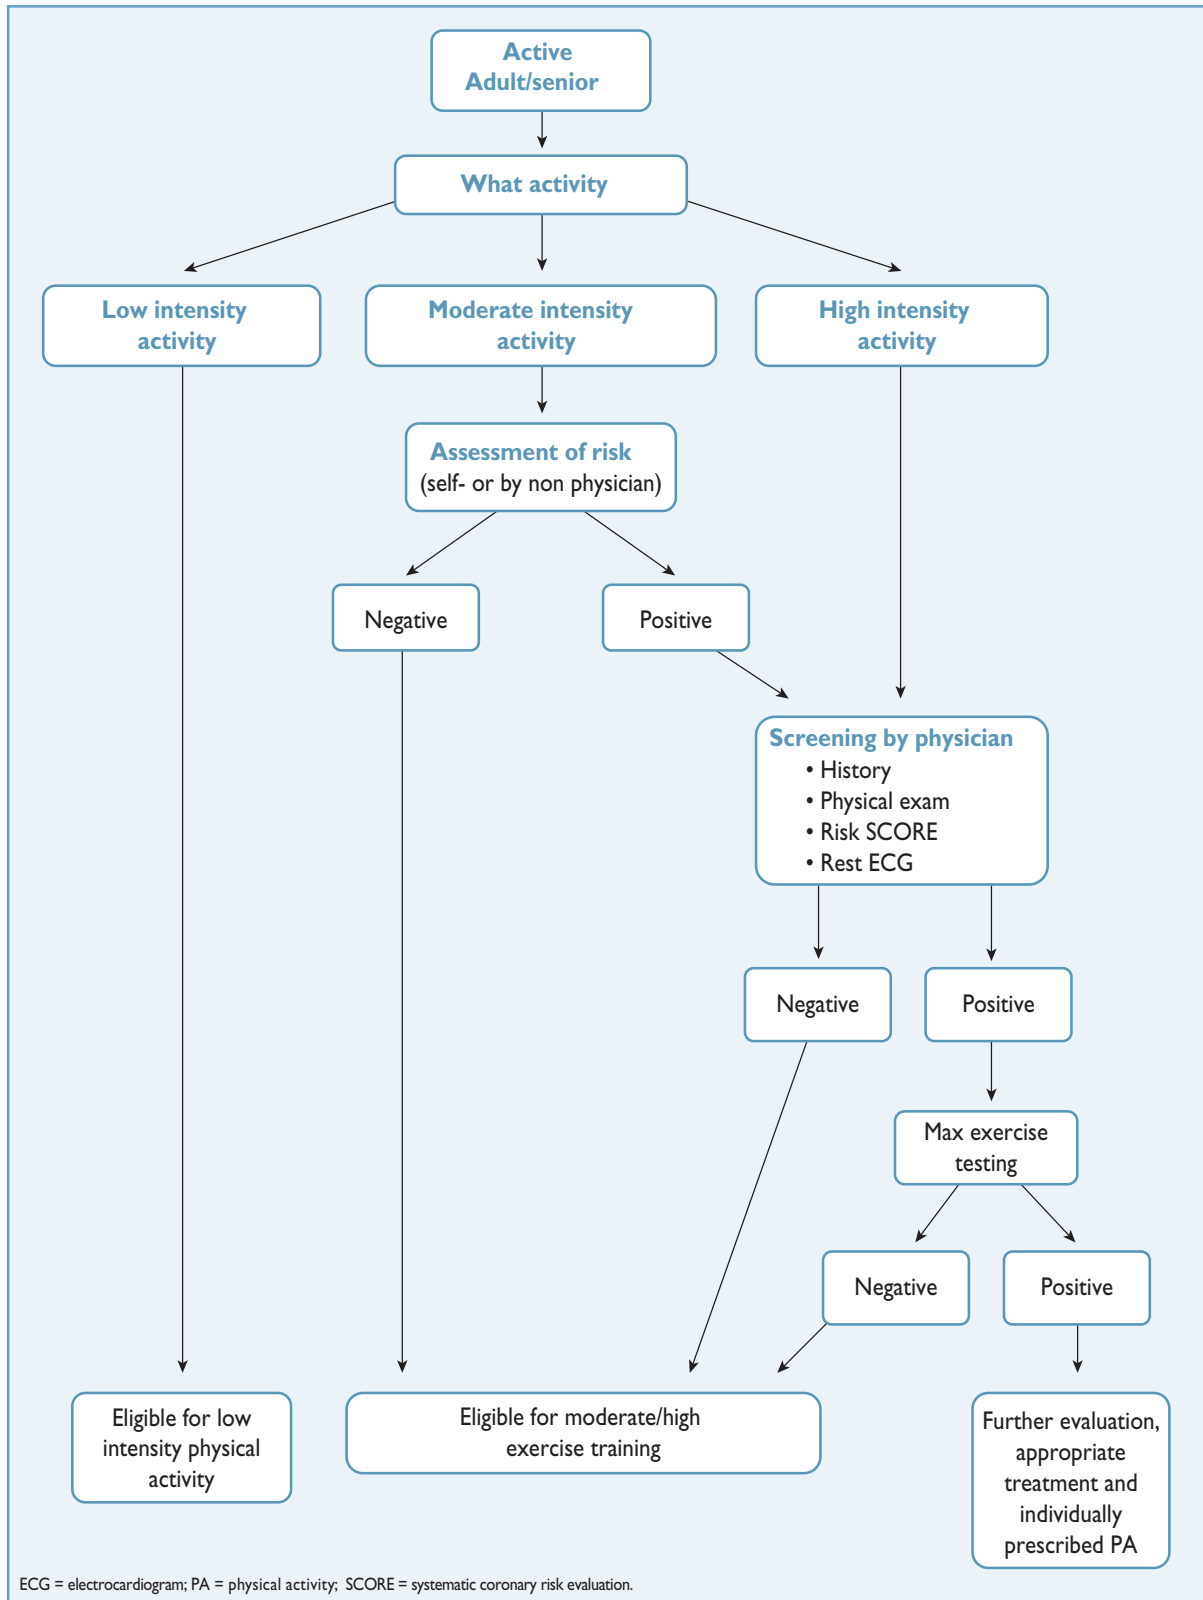 Active
Adult/senior
What activity
Low intensity
activity
Moderate intensity
activity
High intensity
activity
Assessment of risk
(self- or by non physician)
Negative
Positive
Screening by physician
• History
• Physical exam
• Risk SCORE
• Rest ECG
Negative
Positive
Max exercise
testing
Negative
Positive
Eligible for low
intensity physical
activity
Eligible for moderate/high
exercise training
Further evaluation,
appropriate
treatment and
individually
prescribed PA
ECG = electrocardiogram; PA = physical activity; SCORE = systematic coronary risk evaluation.